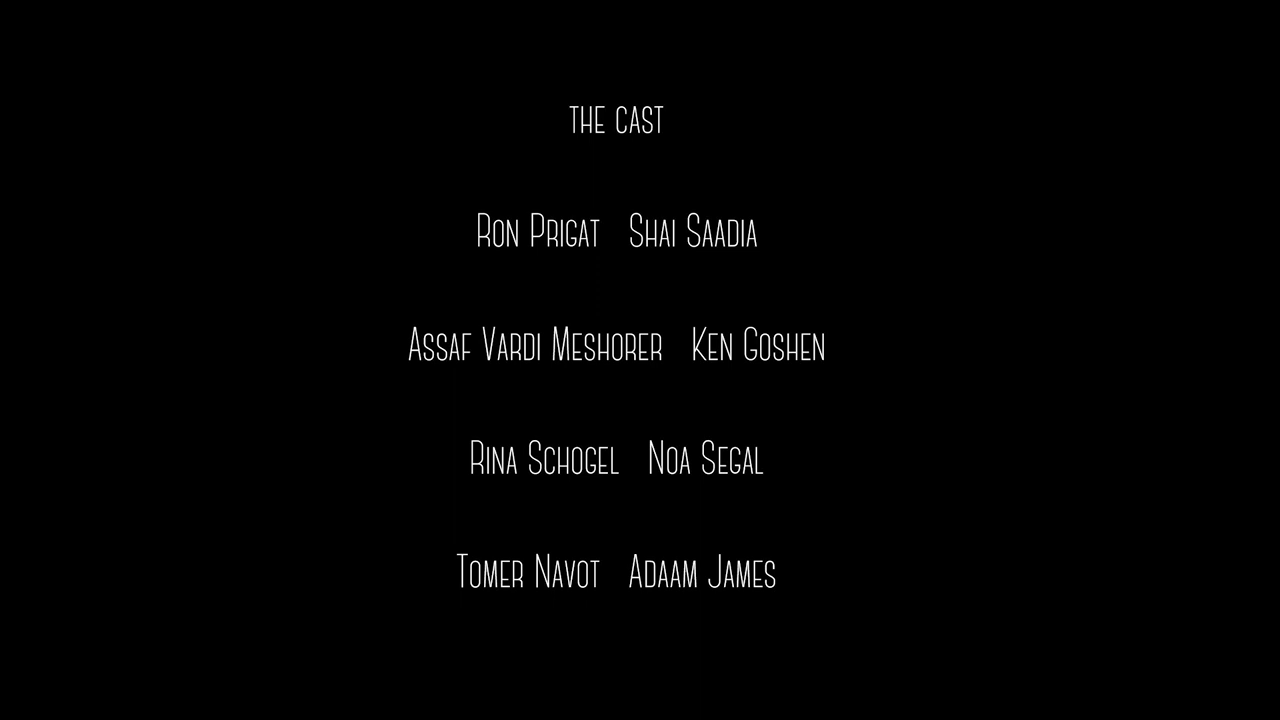 THE CAST
RON PRIGAT SHAI SAADIA
ASSAF VARDI MESHORER KEN GOSHEN
RINA SCHOGEL NOA SEGAL
TOMER NAVOT ADAAM JAMES